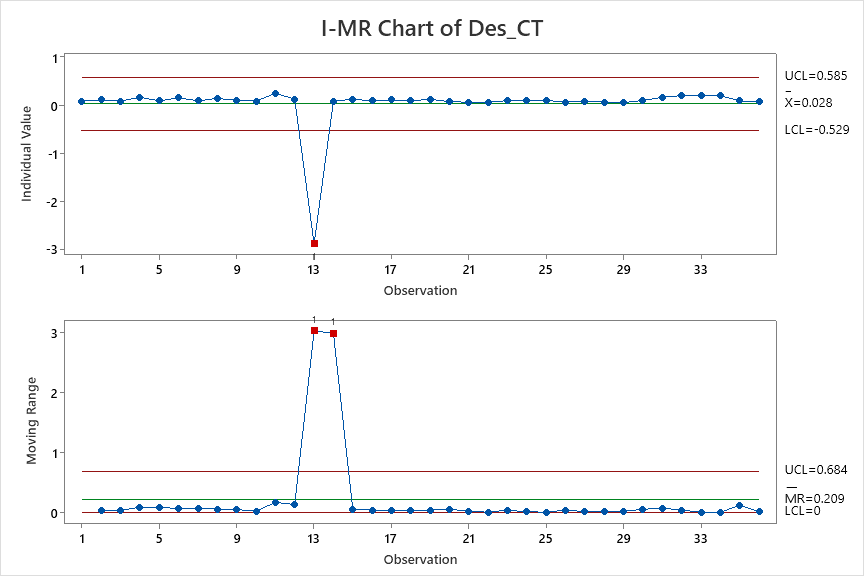 I-MR Chart of Des_CT
1
0
-1
-2
-3
Individual Value
UCL=0.585
_
X=0.028
LCL=-0.529
1
1 5 9 13 17 21 25 29 33
Observation
1 1
3
2
1
0
Moving Range
UCL=0.684
__
MR=0.209
LCL=0
1 5 9 13 17 21 25 29 33
Observation